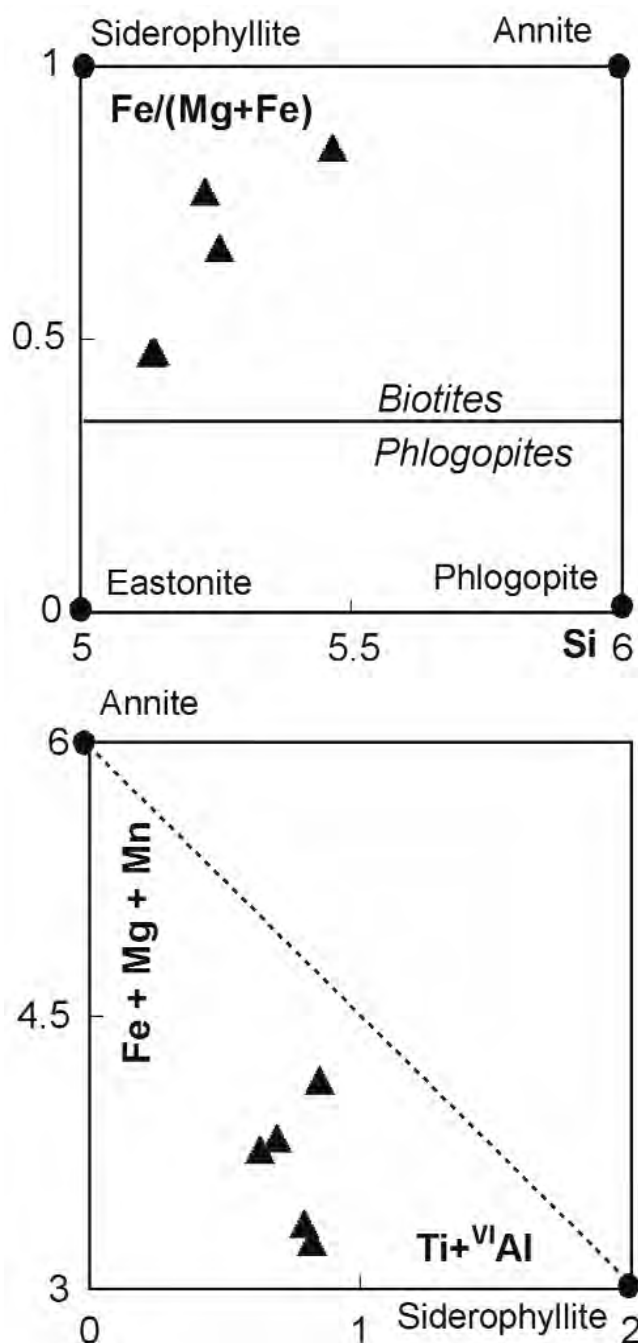 Siderophyllite Annite
1
Fe/(Mg+Fe)
0.5
Biotites
Phlogopites
Eastonite Phlogopite
0
5 5.5 Si 6
Annite
6
Fe + Mg + Mn
4.5
Ti+ⱽᴵAl
3
Siderophyllite
0 1 2